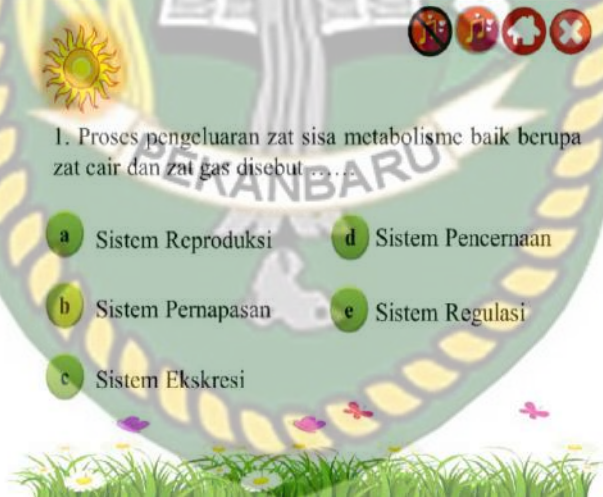 1. Proses pengeluaran zat sisa metabolisme baik berupa
zat cair dan zat gas disebut ......
PEKANBARU
a Sistem Reproduksi
d Sistem Pencernaan
b Sistem Pernapasan
e Sistem Regulasi
c Sistem Ekskresi